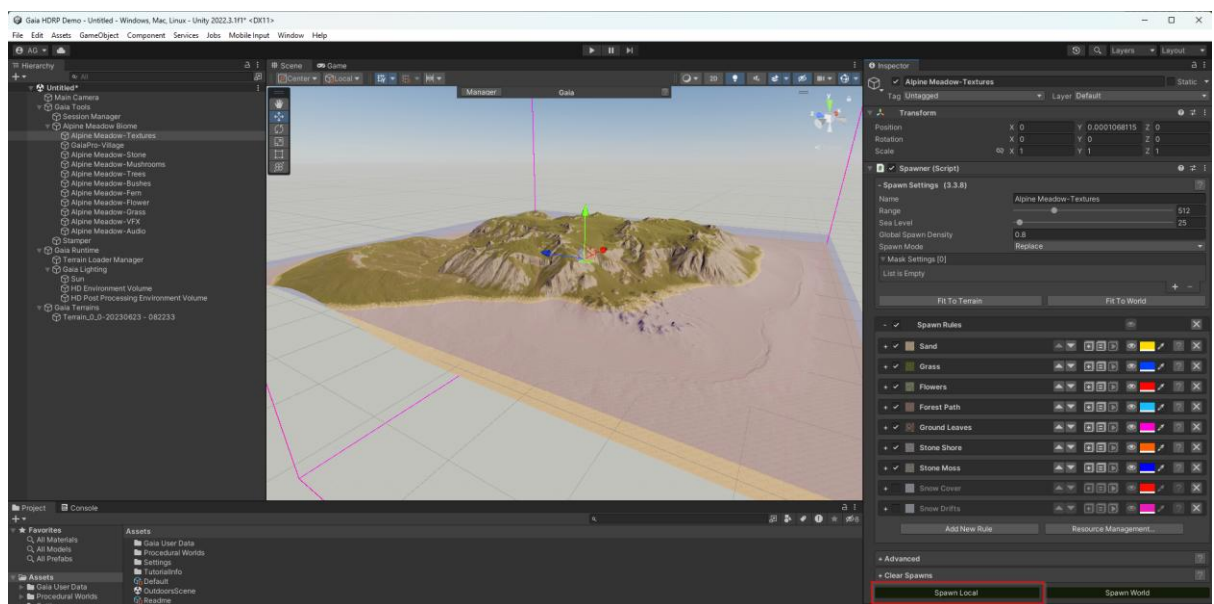 Gaia HDRP Demo - Untitled - Windows, Mac, Linux - Unity 2022.3.1f1* <DX11>
File Edit Assets GameObject Component Services Jobs Mobile Input Window Help
AG
Layers Layout
Hierarchy
All
Untitled*
Main Camera
Gaia Tools
Session Manager
Alpine Meadow Biome
Alpine Meadow-Textures
GaiaPro-Village
Alpine Meadow-Stone
Alpine Meadow-Mushrooms
Alpine Meadow-Trees
Alpine Meadow-Bushes
Alpine Meadow-Fern
Alpine Meadow-Flower
Alpine Meadow-Grass
Alpine Meadow-VFX
Alpine Meadow-Audio
Stamper
Gaia Runtime
Terrain Loader Manager
Gaia Lighting
Sun
HD Environment Volume
HD Post Processing Environment Volume
Gaia Terrains
Terrain_0_0-20230623 - 082233
Scene Game
Center Local 2D
Manager Gaia
Inspector
Alpine Meadow-Textures Static
Tag Untagged Layer Default
Transform
Position X 0 Y 0.0001068115 Z 0
Rotation X 0 Y 0 Z 0
Scale X 1 Y 1 Z 1
Spawner (Script)
- Spawn Settings (3.3.8)
Name Alpine Meadow-Textures
Range 512
Sea Level 25
Global Spawn Density 0.8
Spawn Mode Replace
Mask Settings [0]
List is Empty
+ -
Fit To Terrain Fit To World
- Spawn Rules
+ Sand
+ Grass
+ Flowers
+ Forest Path
+ Ground Leaves
+ Stone Shore
+ Stone Moss
+ Snow Cover
+ Snow Drifts
Add New Rule Resource Management...
+ Advanced
+ Clear Spawns
Spawn Local Spawn World
Project Console
Favorites
All Materials
All Models
All Prefabs
Assets
Gaia User Data
Procedural Worlds
Assets
Gaia User Data
Procedural Worlds
Settings
TutorialInfo
Default
OutdoorsScene
Readme